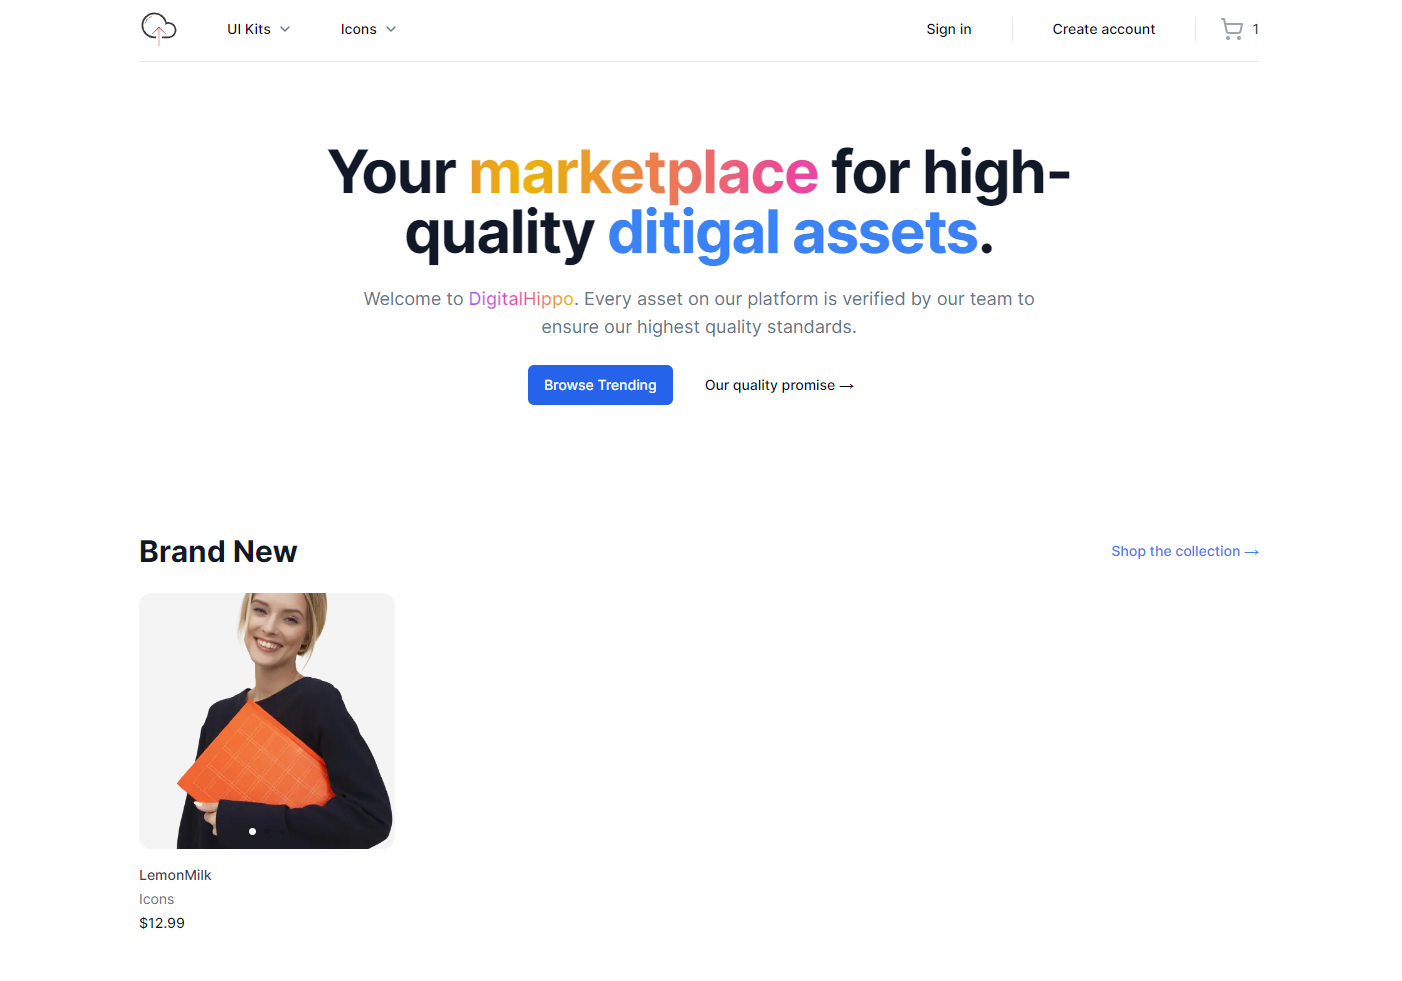 UI Kits
Icons
Sign in
Create account
1
Your marketplace for high-
quality ditigal assets.
Welcome to DigitalHippo. Every asset on our platform is verified by our team to
ensure our highest quality standards.
Browse Trending
Our quality promise →
Brand New
Shop the collection →
LemonMilk
Icons
$12.99